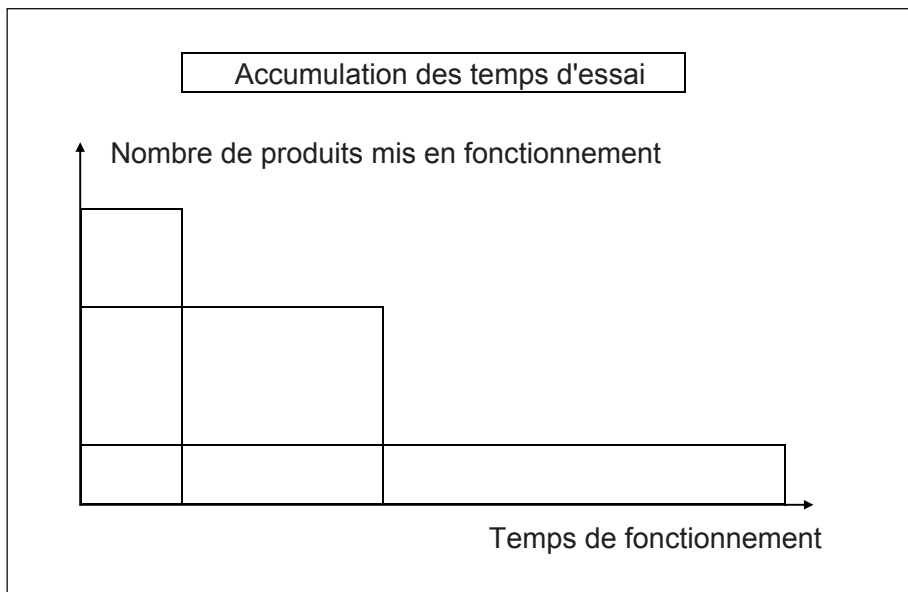 Accumulation des temps d'essai
Nombre de produits mis en fonctionnement
Temps de fonctionnement